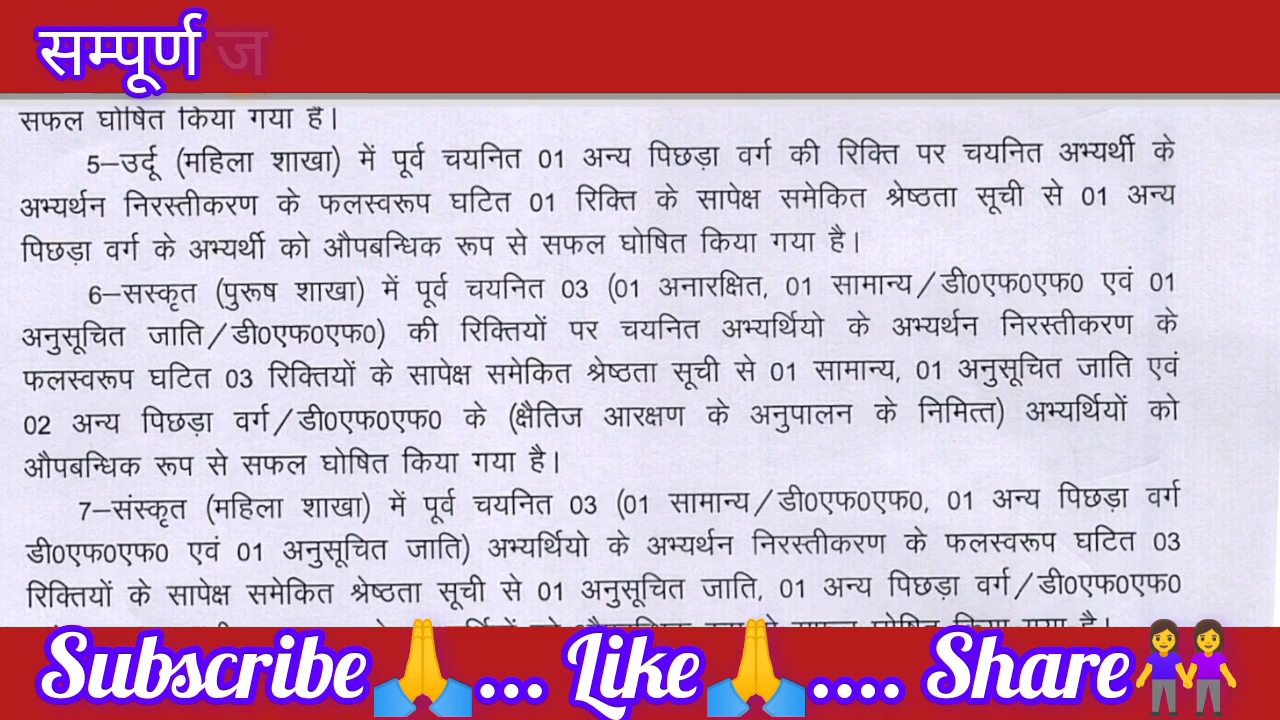 सम्पूर्ण ज
सफल घोषित किया गया है।
5–उर्दू (महिला शाखा) में पूर्व चयनित 01 अन्य पिछड़ा वर्ग की रिक्ति पर चयनित अभ्यर्थी के
अभ्यर्थन निरस्तीकरण के फलस्वरूप घटित 01 रिक्ति के सापेक्ष समेकित श्रेष्ठता सूची से 01 अन्य
पिछड़ा वर्ग के अभ्यर्थी को औपबन्धिक रूप से सफल घोषित किया गया है।
6–सस्कृत (पुरूष शाखा) में पूर्व चयनित 03 (01 अनारक्षित, 01 सामान्य/डी0एफ0एफ0 एवं 01
अनुसूचित जाति/डी0एफ0एफ0) की रिक्तियों पर चयनित अभ्यर्थियो के अभ्यर्थन निरस्तीकरण के
फलस्वरूप घटित 03 रिक्तियों के सापेक्ष समेकित श्रेष्ठता सूची से 01 सामान्य, 01 अनुसूचित जाति एवं
02 अन्य पिछड़ा वर्ग/डी0एफ0एफ0 के (क्षैतिज आरक्षण के अनुपालन के निमित्त) अभ्यर्थियों को
औपबन्धिक रूप से सफल घोषित किया गया है।
7–संस्कृत (महिला शाखा) में पूर्व चयनित 03 (01 सामान्य/डी0एफ0एफ0, 01 अन्य पिछड़ा वर्ग
डी0एफ0एफ0 एवं 01 अनुसूचित जाति) अभ्यर्थियो के अभ्यर्थन निरस्तीकरण के फलस्वरूप घटित 03
रिक्तियों के सापेक्ष समेकित श्रेष्ठता सूची से 01 अनुसूचित जाति, 01 अन्य पिछड़ा वर्ग/डी0एफ0एफ0
सफल घोषित किया गया है।
Subscribe... Like.... Share